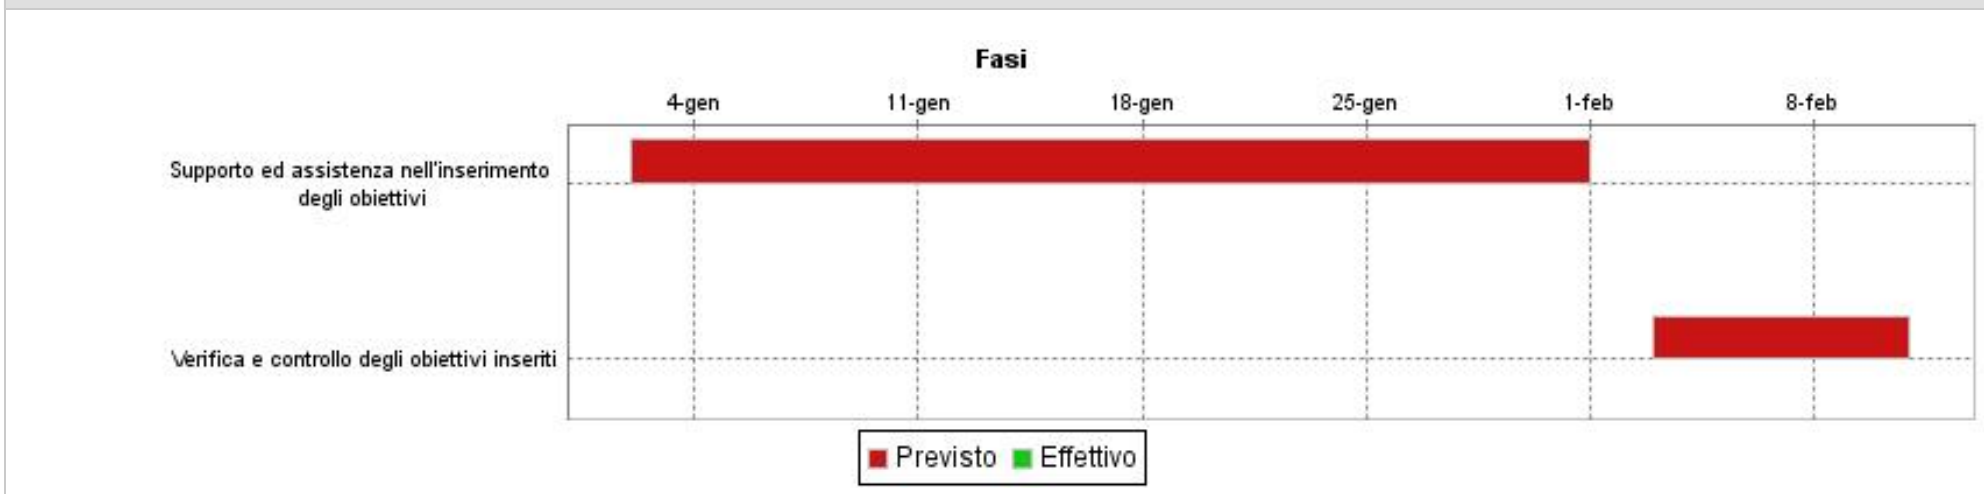 Fasi
4-gen 11-gen 18-gen 25-gen 1-feb 8-feb
Supporto ed assistenza nell'inserimento
degli obiettivi
Verifica e controllo degli obiettivi inseriti
Previsto Effettivo